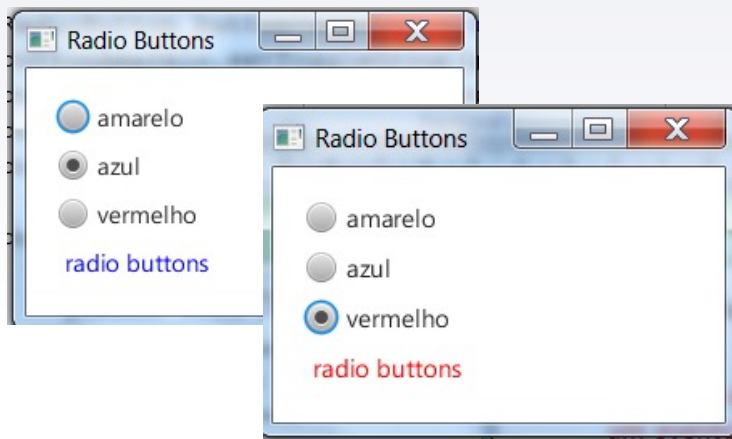 Radio Buttons
amarelo
azul
vermelho
radio buttons
Radio Buttons
amarelo
azul
vermelho
radio buttons